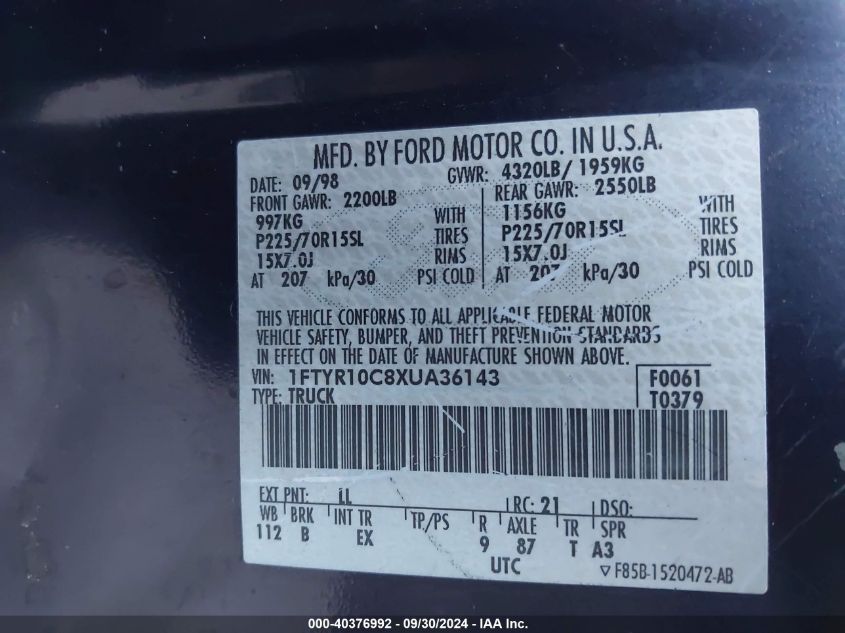 MFD. BY FORD MOTOR CO. IN U.S.A.
DATE: 09/98 GVWR: 4320LB/ 1959KG
FRONT GAWR: 2200LB REAR GAWR: 2550LB
997KG WITH 1156KG WITH
P225/70R15SL TIRES P225/70R15SL TIRES
15X7.0J RIMS 15X7.0J RIMS
AT 207 kPa/30 PSI COLD AT 207 kPa/30 PSI COLD
THIS VEHICLE CONFORMS TO ALL APPLICABLE FEDERAL MOTOR
VEHICLE SAFETY, BUMPER, AND THEFT PREVENTION STANDARDS
IN EFFECT ON THE DATE OF MANUFACTURE SHOWN ABOVE.
VIN: 1FTYR10C8XUA36143 F0061
TYPE: TRUCK T0379
EXT PNT: LL RC: 21 DSO:
WB BRK INT TR TP/PS R AXLE TR SPR
112 B EX 9 87 T A3
UTC ▽F85B-1520472-AB
000-40376992 - 09/30/2024 - IAA Inc.